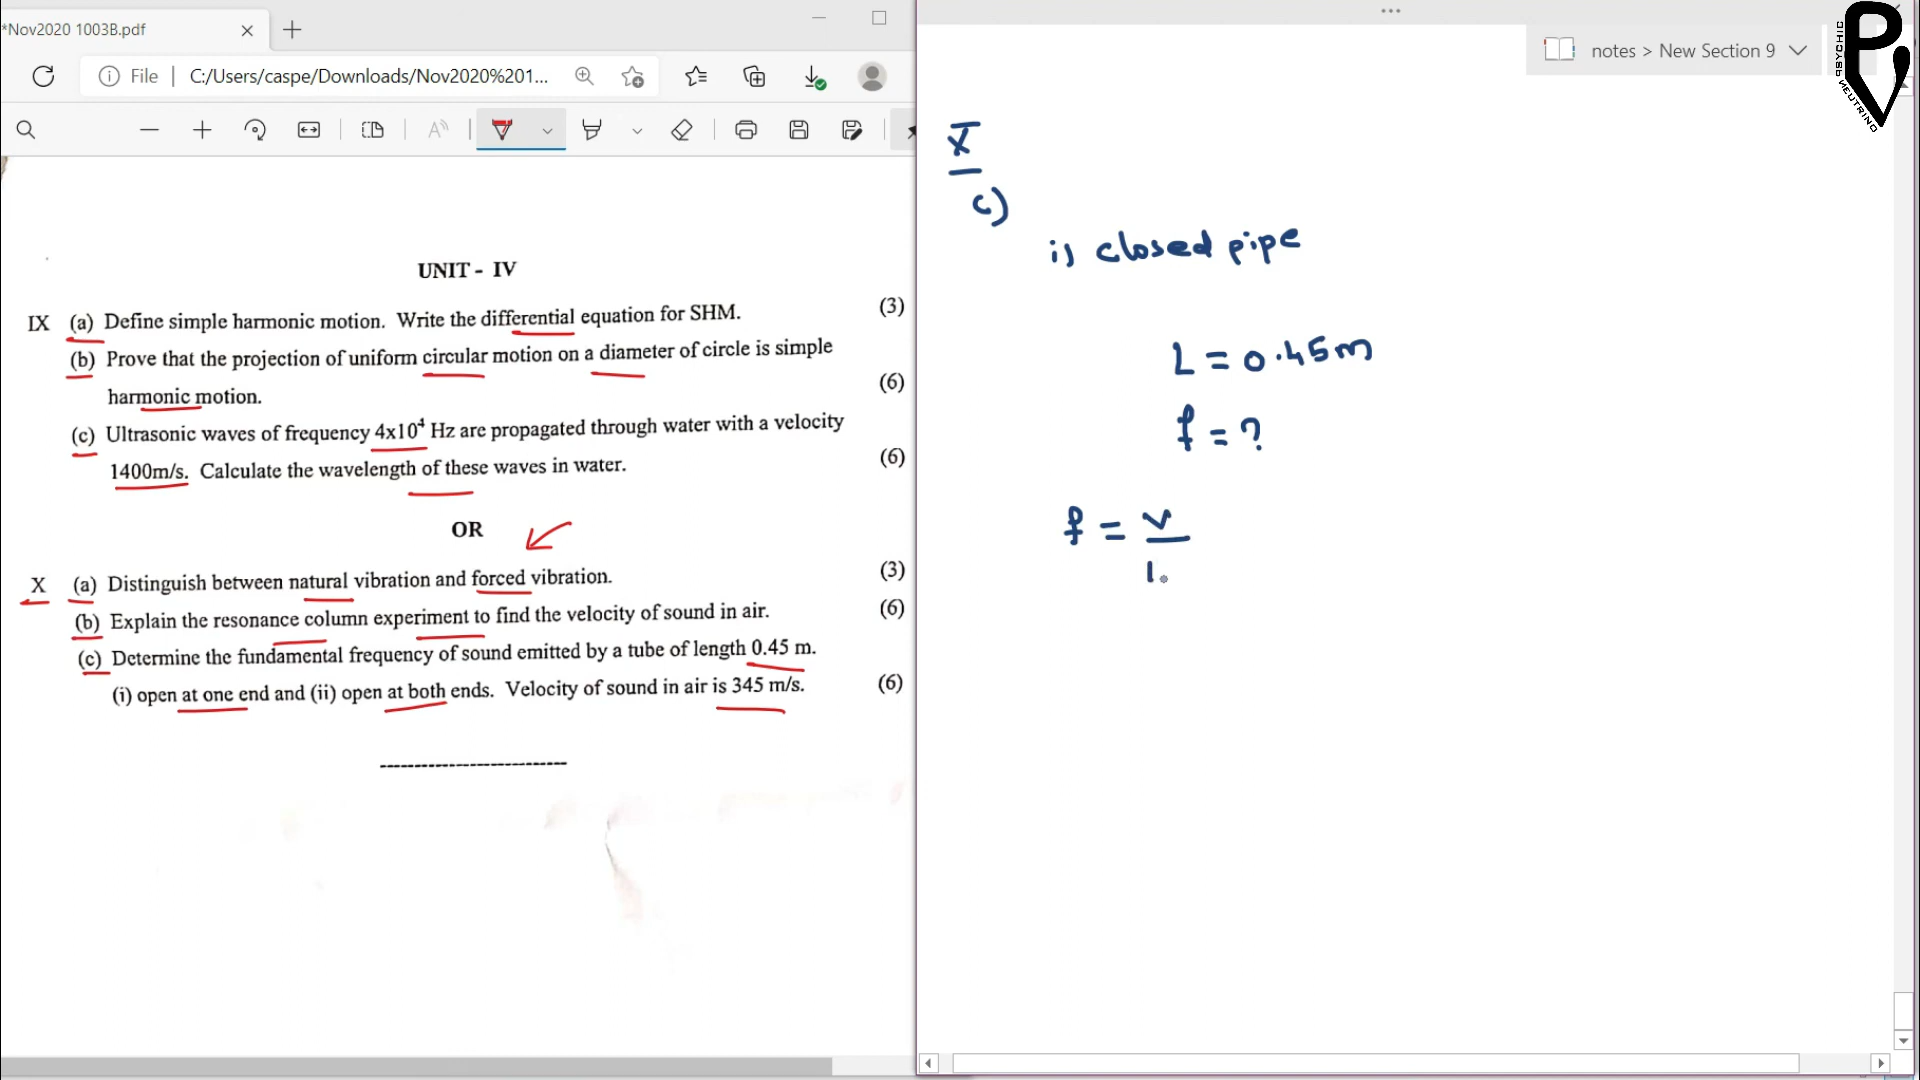 *Nov2020 1003B.pdf
File
C:/Users/caspe/Downloads/Nov2020%201...
notes > New Section 9
PSYCHIC
NEUTRINO
UNIT - IV
IX (a) Define simple harmonic motion. Write the differential equation for SHM. (3)
(b) Prove that the projection of uniform circular motion on a diameter of circle is simple
harmonic motion. (6)
(c) Ultrasonic waves of frequency 4x10⁴ Hz are propagated through water with a velocity
1400m/s. Calculate the wavelength of these waves in water. (6)
OR
X (a) Distinguish between natural vibration and forced vibration. (3)
(b) Explain the resonance column experiment to find the velocity of sound in air. (6)
(c) Determine the fundamental frequency of sound emitted by a tube of length 0.45 m.
(i) open at one end and (ii) open at both ends. Velocity of sound in air is 345 m/s. (6)
X
c)
i) closed pipe
L = 0.45m
f = ?
f = v